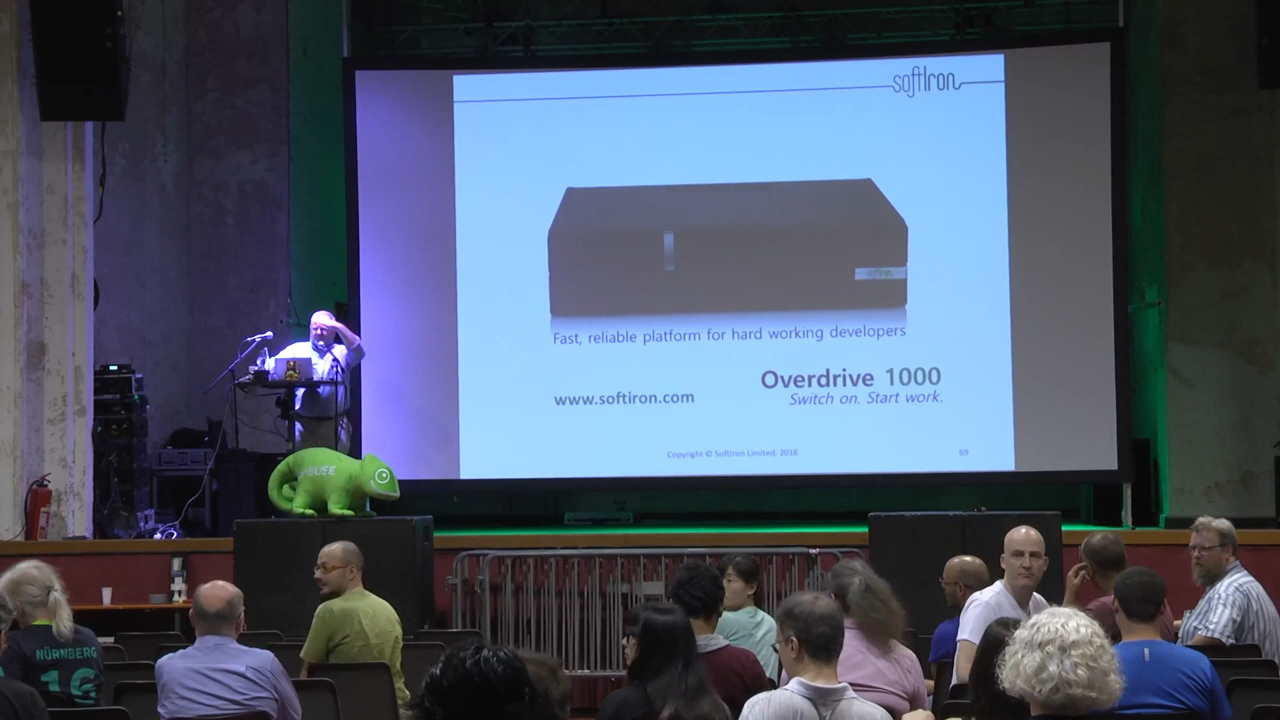 softIron
Fast, reliable platform for hard working developers
Overdrive 1000
www.softiron.com
Switch on. Start work.
Copyright © SoftIron Limited, 2016
69
SUSE
NÜRNBERG
16